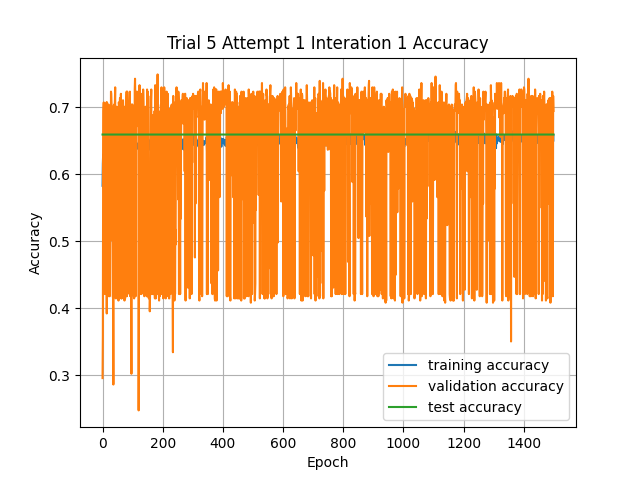 Trial 5 Attempt 1 Interation 1 Accuracy
0.7
0.6
0.5
0.4
0.3
Accuracy
training accuracy
validation accuracy
test accuracy
0 200 400 600 800 1000 1200 1400
Epoch